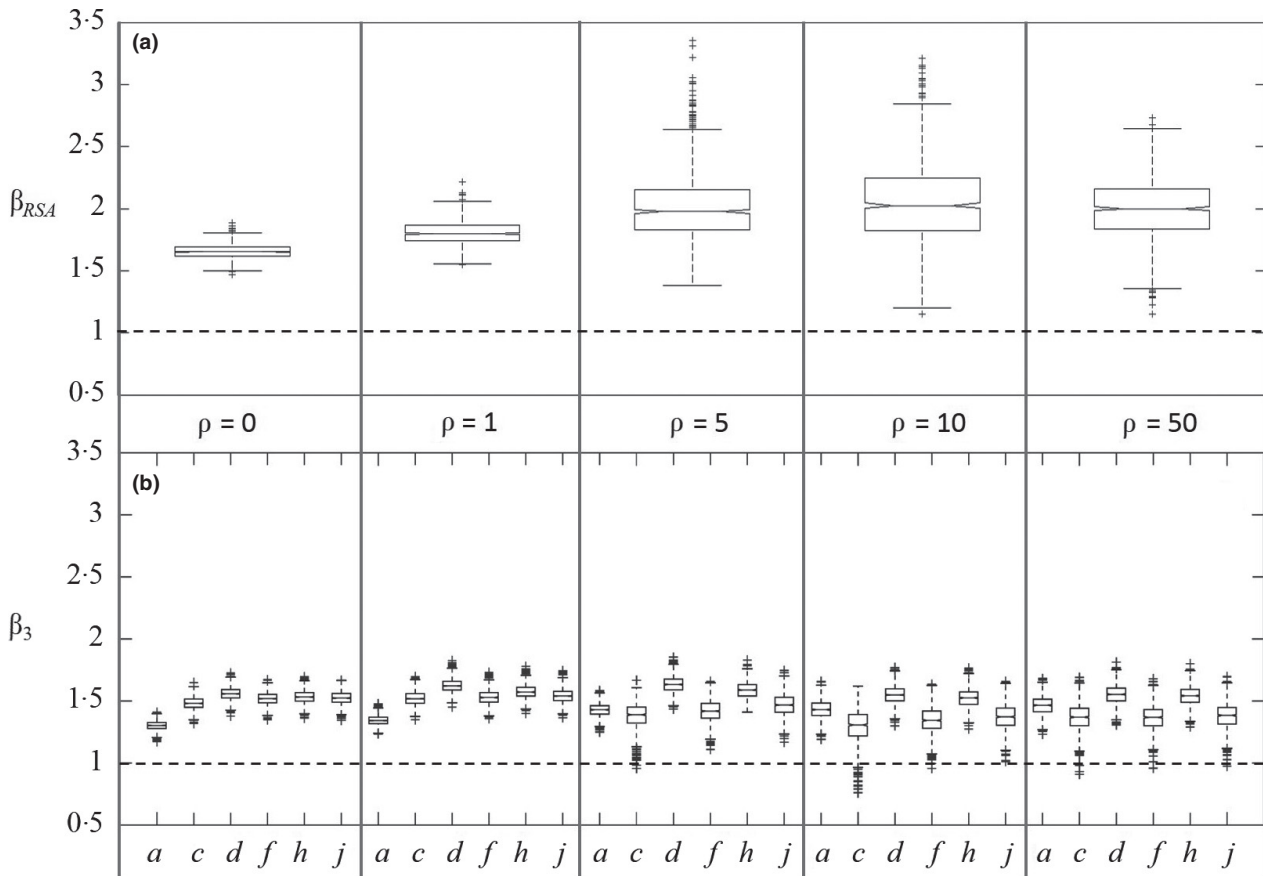 (a)
3·5
3
2·5
2
1·5
1
0·5
βRSA
ρ = 0 ρ = 1 ρ = 5 ρ = 10 ρ = 50
(b)
3·5
3
2·5
2
1·5
1
0·5
β3
a c d f h j a c d f h j a c d f h j a c d f h j a c d f h j